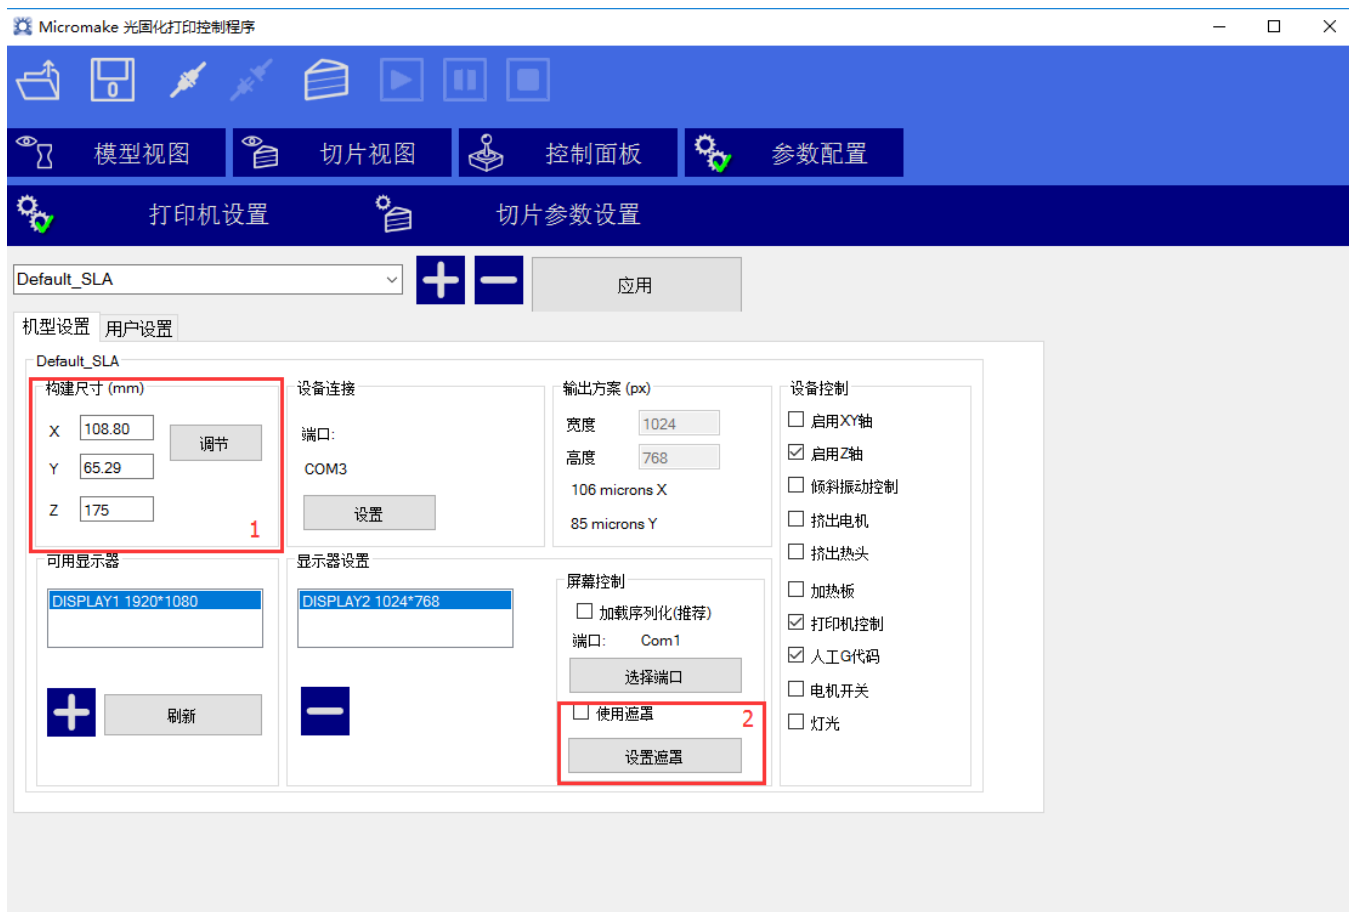 Micromake 光固化打印控制程序
模型视图 切片视图 控制面板 参数配置
打印机设置 切片参数设置
Default_SLA 应用
机型设置 用户设置
Default_SLA
构建尺寸 (mm)
X 108.80 调节
Y 65.29
Z 175
1
设备连接
端口:
COM3
设置
输出方案 (px)
宽度 1024
高度 768
106 microns X
85 microns Y
设备控制
启用XY轴
启用Z轴
倾斜振动控制
挤出电机
挤出热头
加热板
打印机控制
人工G代码
电机开关
灯光
可用显示器
DISPLAY1 1920*1080
刷新
显示器设置
DISPLAY2 1024*768
屏幕控制
加载序列化(推荐)
端口: Com1
选择端口
使用遮罩 2
设置遮罩